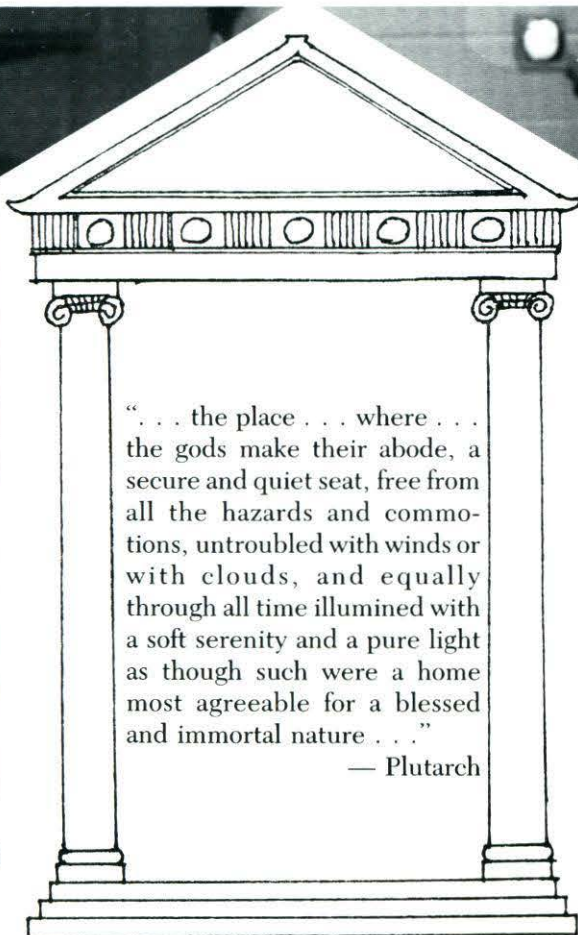 “. . . the place . . . where . . .
the gods make their abode, a
secure and quiet seat, free from
all the hazards and commo-
tions, untroubled with winds or
with clouds, and equally
through all time illumined with
a soft serenity and a pure light
as though such were a home
most agreeable for a blessed
and immortal nature . . .”
— Plutarch